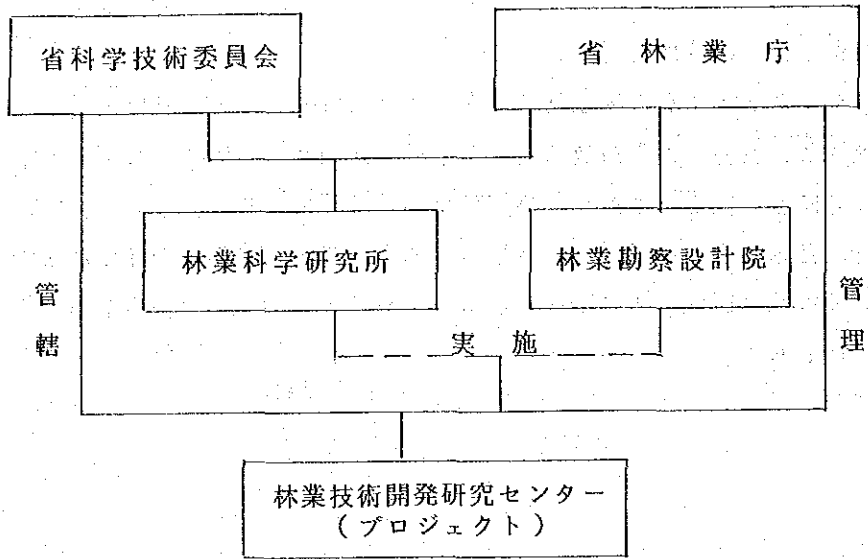 省科学技術委員会
省林業庁
林業科学研究所
林業勘察設計院
管轄
管理
実施
林業技術開発研究センター
(プロジェクト)